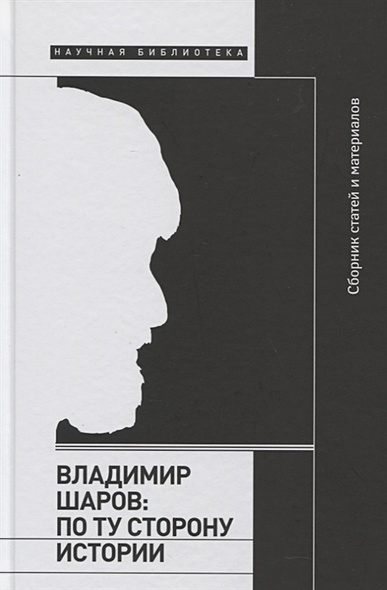 НАУЧНАЯ БИБЛИОТЕКА
Сборник статей и материалов
ВЛАДИМИР
ШАРОВ:
ПО ТУ СТОРОНУ
ИСТОРИИ